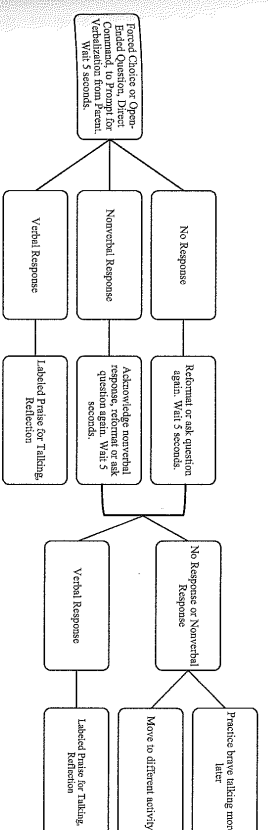 Forced Choice or Open-
Ended Question, Direct
Command, to Prompt for
Verbalization from Parent.
Wait 5 seconds.
No Response
Nonverbal Response
Verbal Response
Reformat or ask question
again. Wait 5 seconds.
Acknowledge nonverbal
response, reformat or ask
question again. Wait 5
seconds.
Labeled Praise for Talking,
Reflection
No Response or Nonverbal
Response
Verbal Response
Practice brave talking more
later
Move to different activity
Labeled Praise for Talking,
Reflection